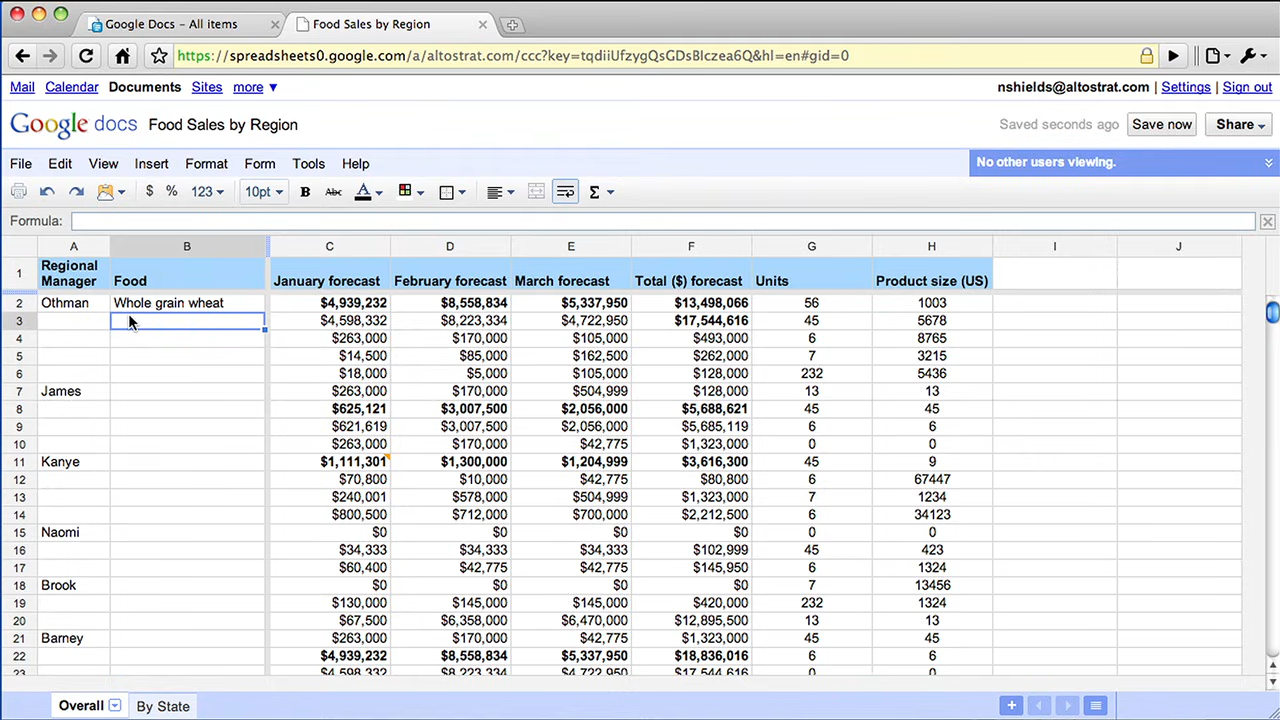 Google Docs - All items
Food Sales by Region
https://spreadsheets0.google.com/a/altostrat.com/ccc?key=tqdiiUfzygQsGDsBIczea6Q&hl=en#gid=0
Mail Calendar Documents Sites more ▼ nshields@altostrat.com | Settings | Sign out
Google docs Food Sales by Region Saved seconds ago Save now Share
File Edit View Insert Format Form Tools Help No other users viewing.
$ % 123 10pt B Abc A Σ
Formula:
A B C D E F G H I J
1 Regional Manager Food January forecast February forecast March forecast Total ($) forecast Units Product size (US)
2 Othman Whole grain wheat $4,939,232 $8,558,834 $5,337,950 $13,498,066 56 1003
3 $4,598,332 $8,223,334 $4,722,950 $17,544,616 45 5678
4 $263,000 $170,000 $105,000 $493,000 6 8765
5 $14,500 $85,000 $162,500 $262,000 7 3215
6 $18,000 $5,000 $105,000 $128,000 232 5436
7 James $263,000 $170,000 $504,999 $128,000 13 13
8 $625,121 $3,007,500 $2,056,000 $5,688,621 45 45
9 $621,619 $3,007,500 $2,056,000 $5,685,119 6 6
10 $263,000 $170,000 $42,775 $1,323,000 0 0
11 Kanye $1,111,301 $1,300,000 $1,204,999 $3,616,300 45 9
12 $70,800 $10,000 $42,775 $80,800 6 67447
13 $240,001 $578,000 $504,999 $1,323,000 7 1234
14 $800,500 $712,000 $700,000 $2,212,500 6 34123
15 Naomi $0 $0 $0 $0 0 0
16 $34,333 $34,333 $34,333 $102,999 45 423
17 $60,400 $42,775 $42,775 $145,950 6 1324
18 Brook $0 $0 $0 $0 7 13456
19 $130,000 $145,000 $145,000 $420,000 232 1324
20 $67,500 $6,358,000 $6,470,000 $12,895,500 13 13
21 Barney $263,000 $170,000 $42,775 $1,323,000 45 45
22 $4,939,232 $8,558,834 $5,337,950 $18,836,016 6 6
23 $4,598,332 $8,223,334 $4,722,950 $17,544,616 0 0
Overall By State